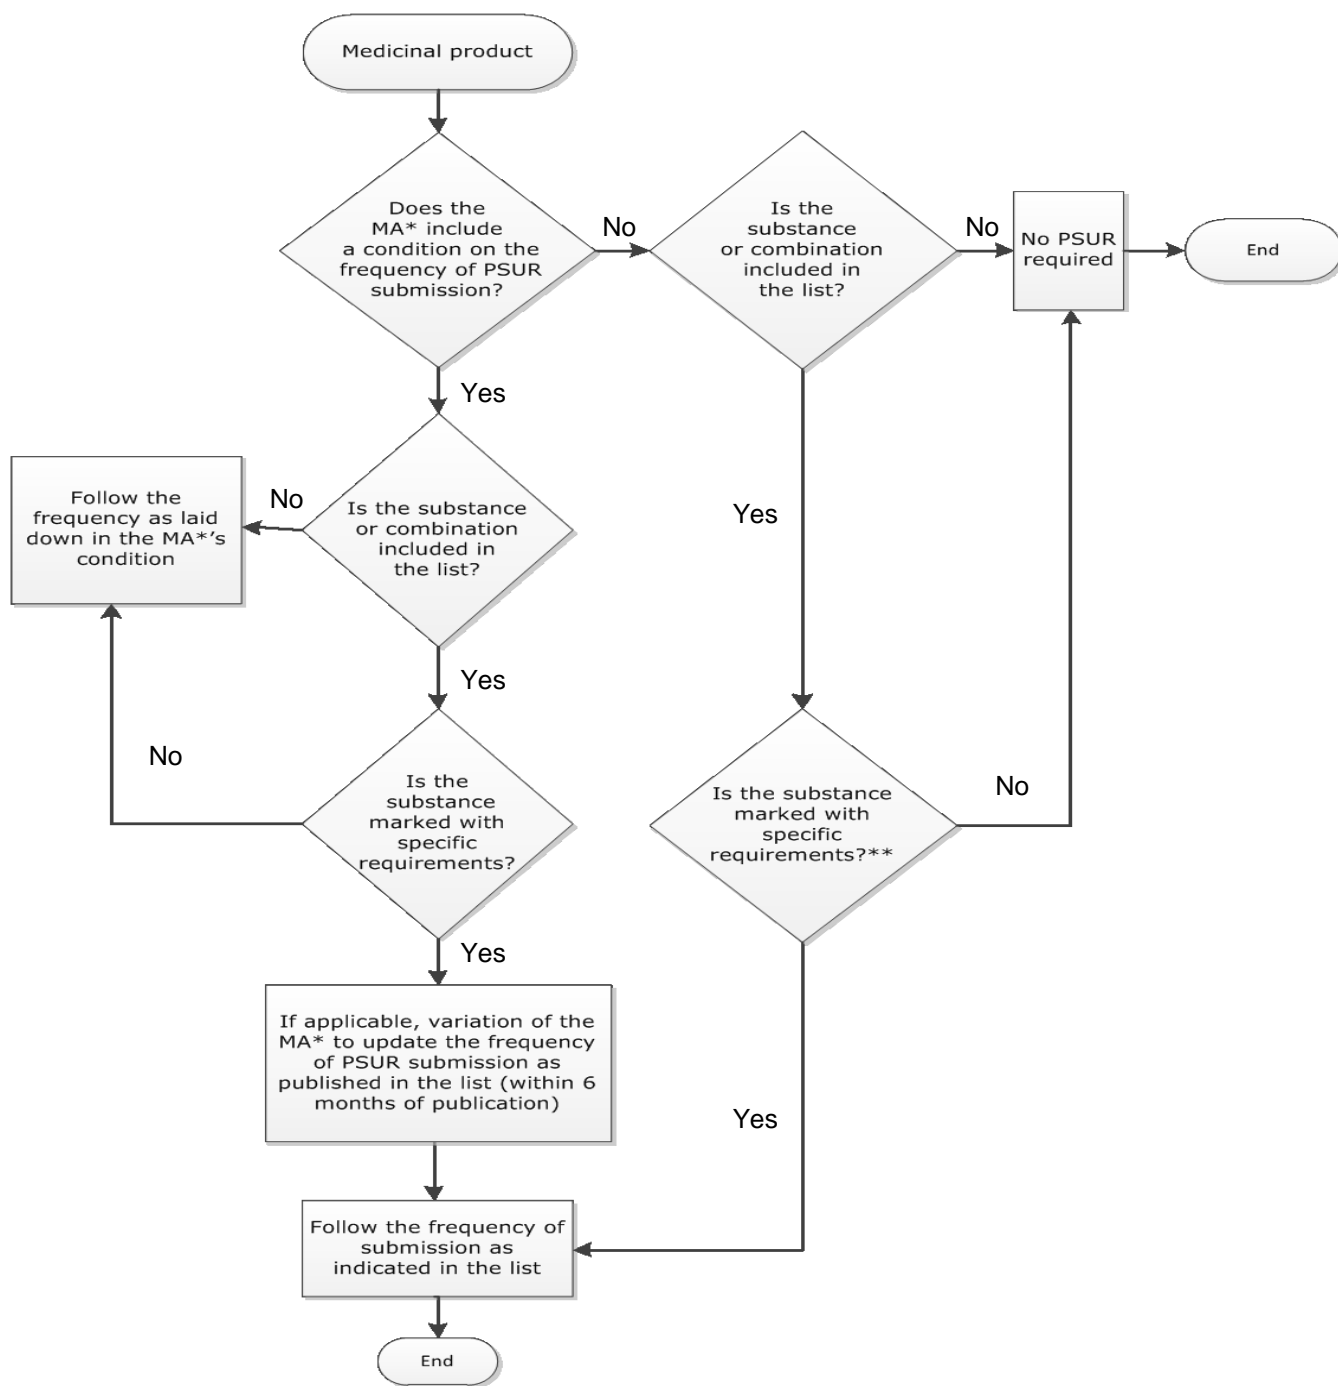 Medicinal product
Does the
MA* include
a condition on the
frequency of PSUR
submission?
No
Is the
substance
or combination
included in
the list?
No
No PSUR
required
End
Yes
Follow the
frequency as laid
down in the MA*'s
condition
No
Is the substance
or combination
included in
the list?
Yes
Yes
No
Is the
substance
marked with
specific
requirements?
Is the substance
marked with
specific
requirements?**
No
Yes
If applicable, variation of the
MA* to update the frequency
of PSUR submission as
published in the list (within 6
months of publication)
Yes
Follow the frequency of
submission as
indicated in the list
End